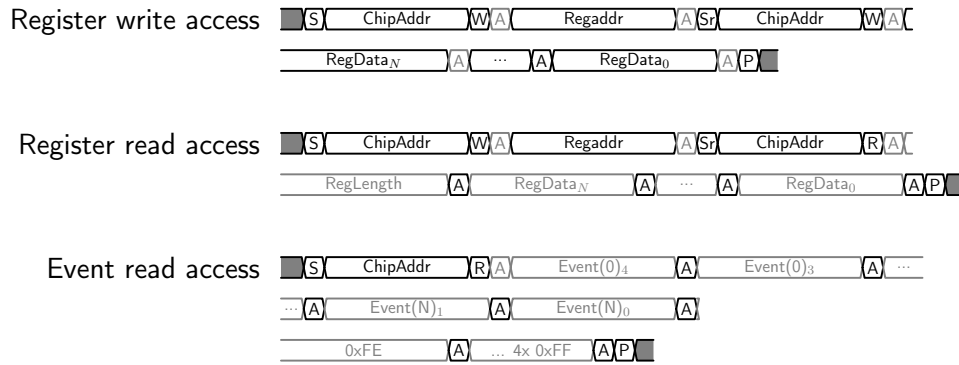 Register write access S ChipAddr W A Regaddr A Sr ChipAddr W A
RegData_N A ... A RegData_0 A P
Register read access S ChipAddr W A Regaddr A Sr ChipAddr R A
RegLength A RegData_N A ... A RegData_0 A P
Event read access S ChipAddr R A Event(0)_4 A Event(0)_3 A ...
... A Event(N)_1 A Event(N)_0 A
0xFE A ... 4x 0xFF A P